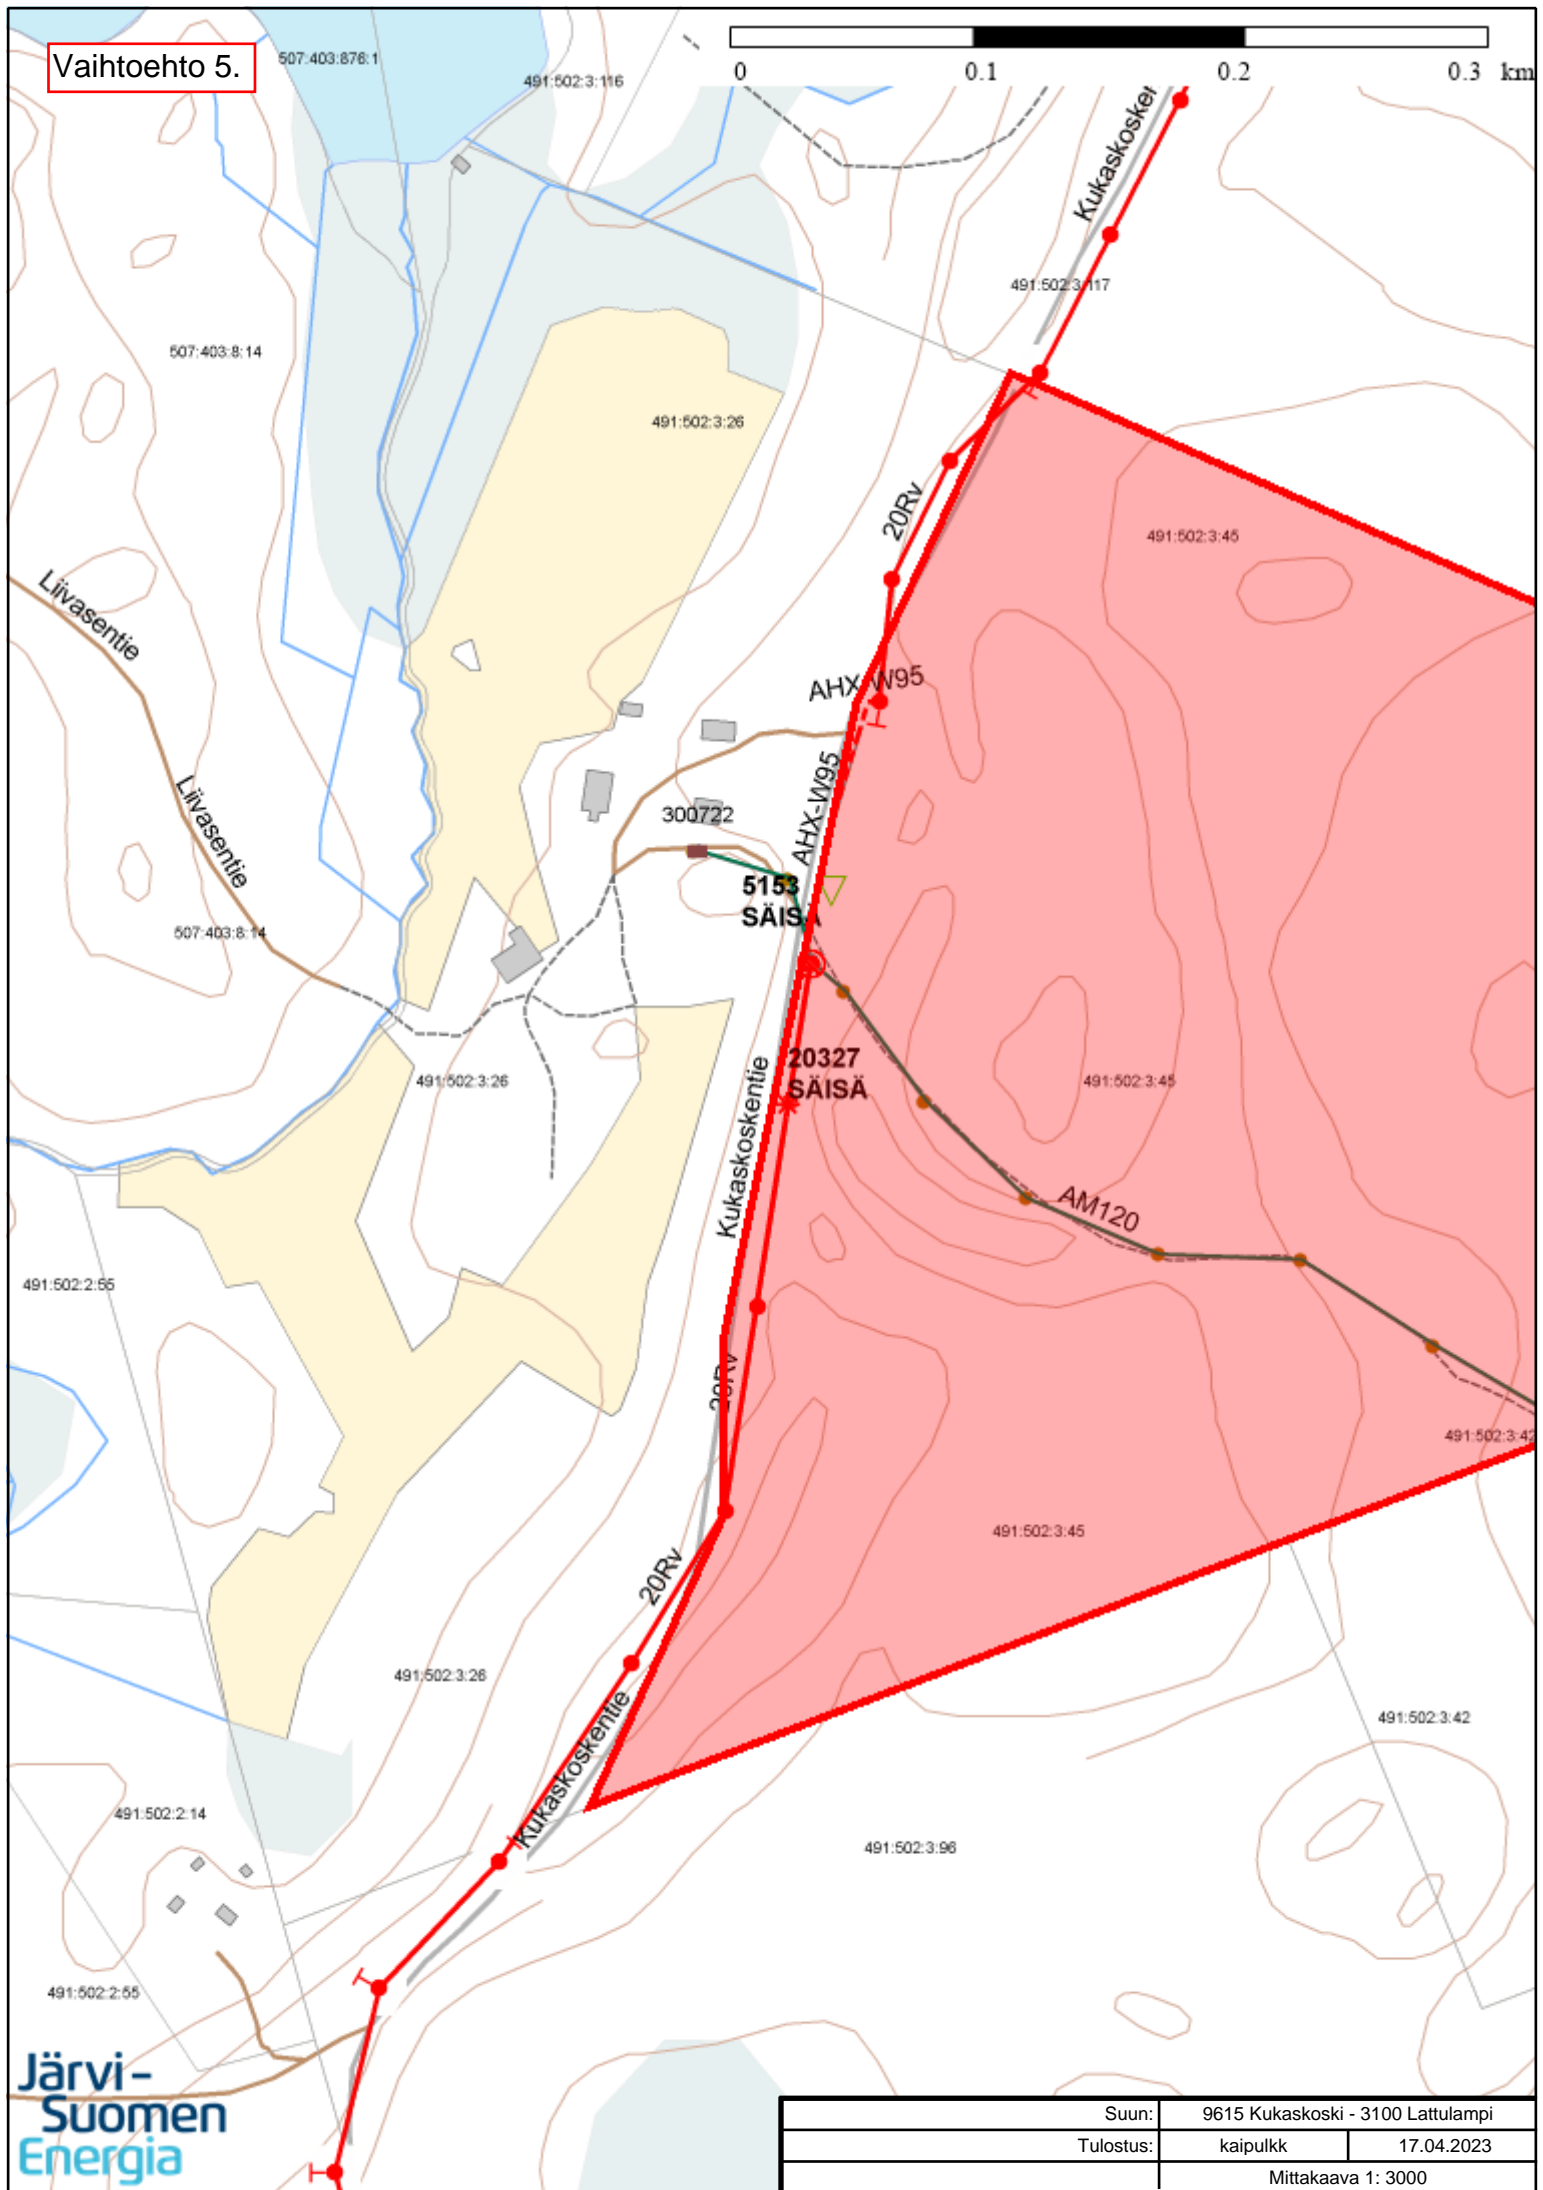 Vaihtoehto 5.
507:403:876:1
491:502:3:116
0 0.1 0.2 0.3 km
Kukaskosker
491:502:3:117
507:403:8:14
491:502:3:26
20Rv
491:502:3:45
Liivasentie
AHX-W95
AHX-W95
Liivasentie
300722
5153
SÄISÄ
507:403:8:14
20327
SÄISÄ
491:502:3:26
491:502:3:45
Kukaskoskentie
AM120
491:502:2:55
20Rv
491:502:3:42
491:502:3:45
20Rv
491:502:3:26
Kukaskoskentie
491:502:3:42
491:502:2:14
491:502:3:96
491:502:2:55
Järvi-
Suomen
Energia
Suun: 9615 Kukaskoski - 3100 Lattulampi
Tulostus: kaipulkk 17.04.2023
Mittakaava 1: 3000